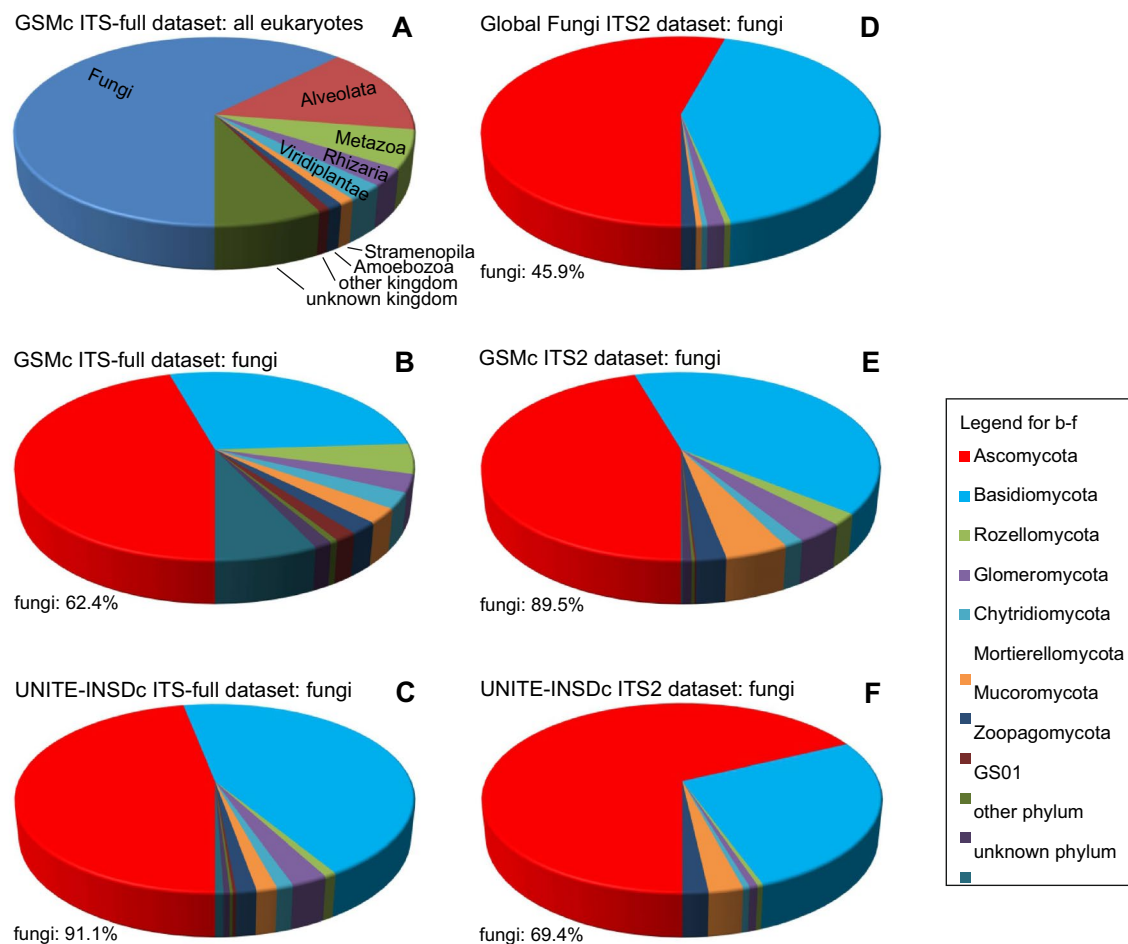 GSMc ITS-full dataset: all eukaryotes
A
Fungi
Alveolata
Metazoa
Rhizaria
Viridiplantae
Stramenopila
Amoebozoa
other kingdom
unknown kingdom
Global Fungi ITS2 dataset: fungi
D
fungi: 45.9%
GSMc ITS-full dataset: fungi
B
fungi: 62.4%
GSMc ITS2 dataset: fungi
E
fungi: 89.5%
UNITE-INSDc ITS-full dataset: fungi
C
fungi: 91.1%
UNITE-INSDc ITS2 dataset: fungi
F
fungi: 69.4%
Legend for b-f
Ascomycota
Basidiomycota
Rozellomycota
Glomeromycota
Chytridiomycota
Mortierellomycota
Mucoromycota
Zoopagomycota
GS01
other phylum
unknown phylum